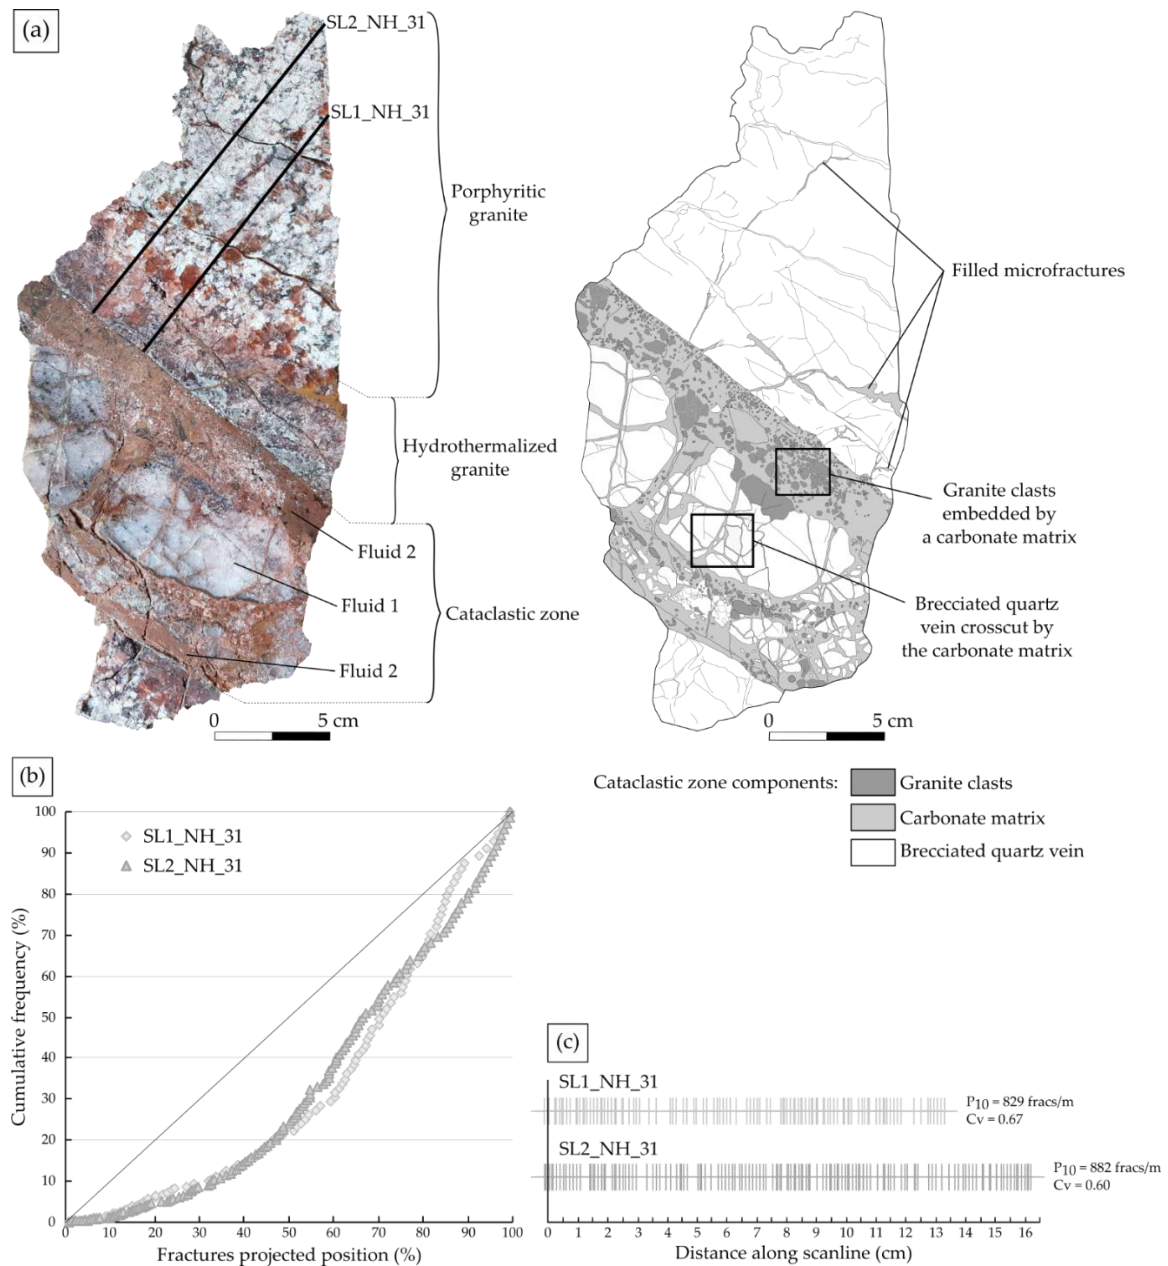 (a)
SL2_NH_31
SL1_NH_31
Porphyritic
granite
Hydrothermalized
granite
Fluid 2
Fluid 1
Cataclastic zone
Fluid 2
0 5 cm
Filled microfractures
Granite clasts
embedded by
a carbonate matrix
Brecciated quartz
vein crosscut by
the carbonate matrix
0 5 cm
Cataclastic zone components:
Granite clasts
Carbonate matrix
Brecciated quartz vein
(b)
SL1_NH_31
SL2_NH_31
Cumulative frequency (%)
100
90
80
70
60
50
40
30
20
10
0
0 10 20 30 40 50 60 70 80 90 100
Fractures projected position (%)
(c)
SL1_NH_31
P10 = 829 fracs/m
Cv = 0.67
SL2_NH_31
P10 = 882 fracs/m
Cv = 0.60
0 1 2 3 4 5 6 7 8 9 10 11 12 13 14 15 16
Distance along scanline (cm)